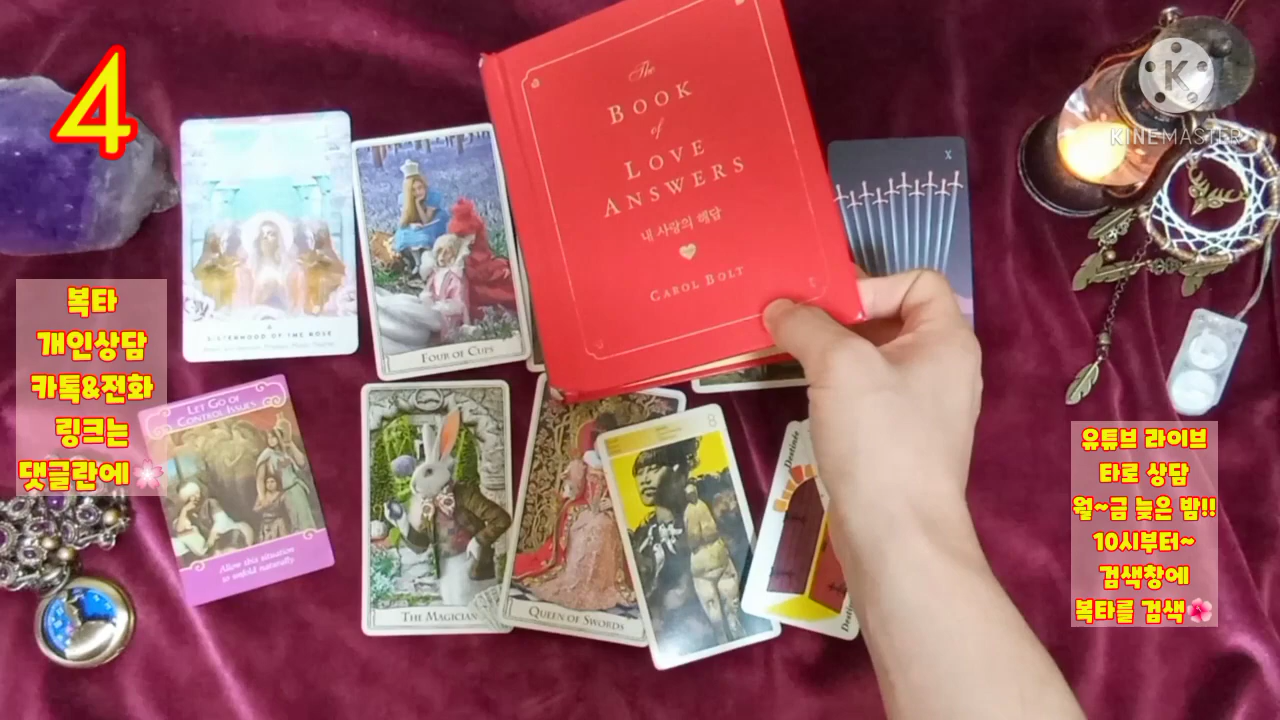 4
KINEMASTER
The
BOOK
of
LOVE
ANSWERS
내 사랑의 해답
CAROL BOLT
X
SISTERHOOD OF THE ROSE
FOUR OF CUPS
복타
개인상담
카톡&전화
링크는
댓글란에
LET GO OF
CONTROL ISSUES
Allow this situation
to unfold naturally
THE MAGICIAN
QUEEN OF SWORDS
8
Destinée
유튜브 라이브
타로 상담
월~금 늦은 밤!!
10시부터~
검색창에
복타를 검색